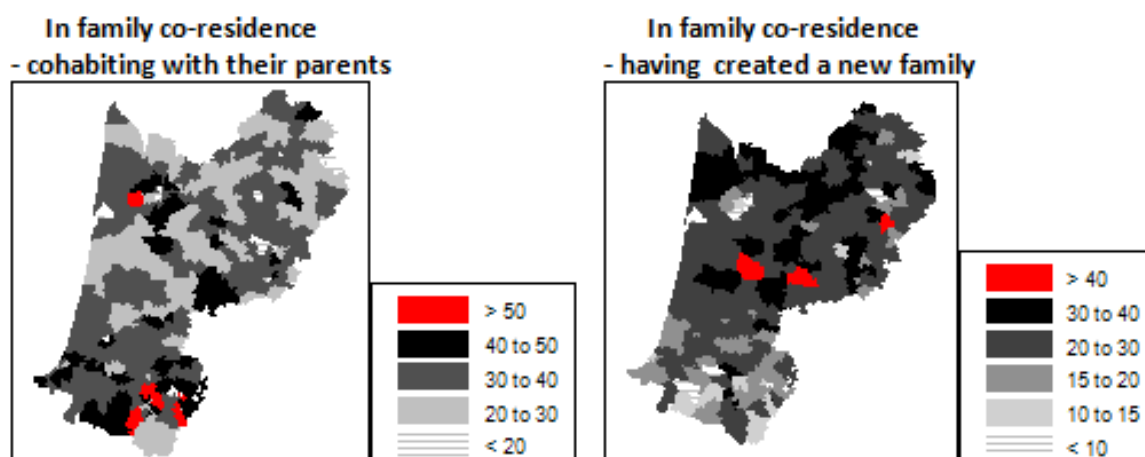 In family co-residence
- cohabiting with their parents
> 50
40 to 50
30 to 40
20 to 30
< 20
In family co-residence
- having created a new family
> 40
30 to 40
20 to 30
15 to 20
10 to 15
< 10